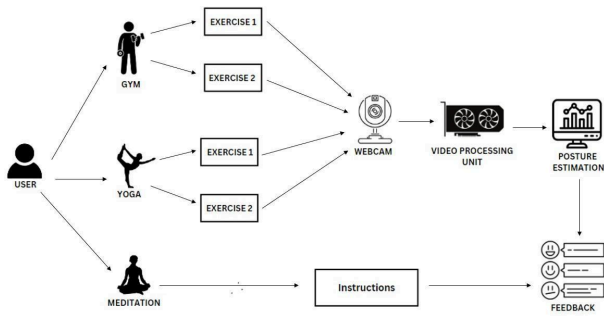 EXERCISE 1
GYM
EXERCISE 2
WEBCAM
VIDEO PROCESSING
UNIT
POSTURE
ESTIMATION
USER
YOGA
EXERCISE 1
EXERCISE 2
MEDITATION
Instructions
FEEDBACK